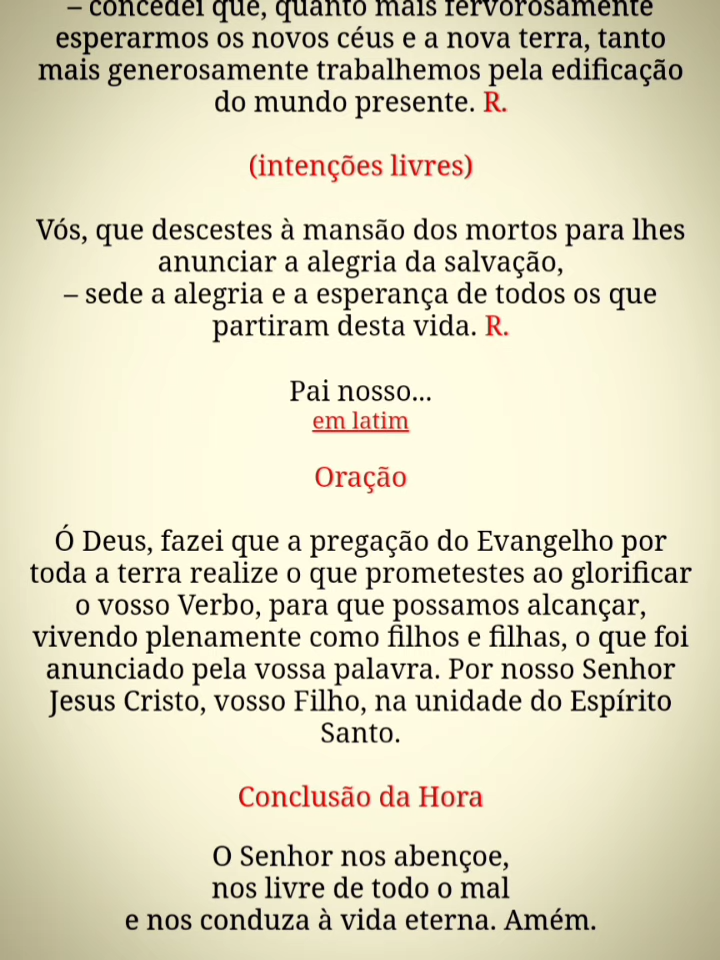 – concedei que, quanto mais fervorosamente
esperarmos os novos céus e a nova terra, tanto
mais generosamente trabalhemos pela edificação
do mundo presente. R.
(intenções livres)
Vós, que descestes à mansão dos mortos para lhes
anunciar a alegria da salvação,
– sede a alegria e a esperança de todos os que
partiram desta vida. R.
Pai nosso...
em latim
Oração
Ó Deus, fazei que a pregação do Evangelho por
toda a terra realize o que prometestes ao glorificar
o vosso Verbo, para que possamos alcançar,
vivendo plenamente como filhos e filhas, o que foi
anunciado pela vossa palavra. Por nosso Senhor
Jesus Cristo, vosso Filho, na unidade do Espírito
Santo.
Conclusão da Hora
O Senhor nos abençoe,
nos livre de todo o mal
e nos conduza à vida eterna. Amém.